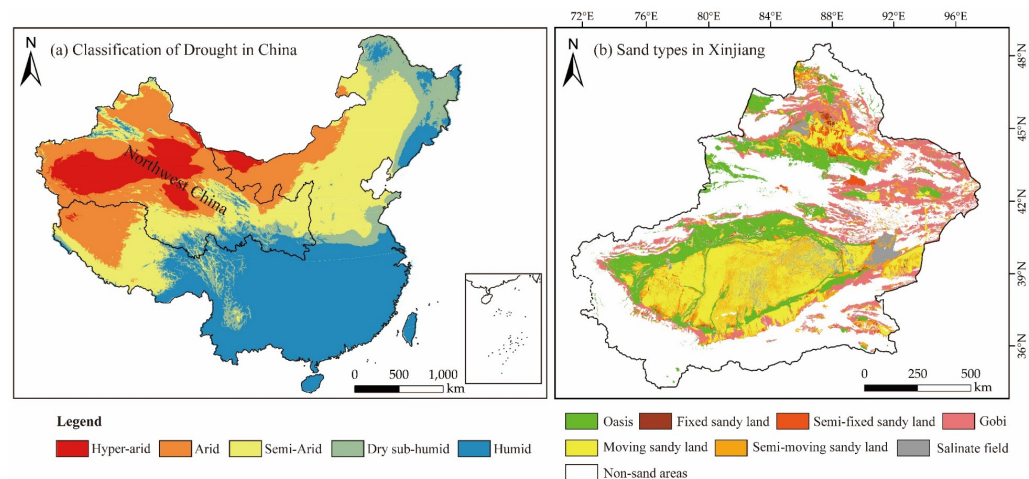 72°E 76°E 80°E 84°E 88°E 92°E 96°E
N
(a) Classification of Drought in China
Northwest China
0 500 1,000
km
N
(b) Sand types in Xinjiang
48°N
45°N
42°N
39°N
36°N
0 250 500
km
Legend
Hyper-arid Arid Semi-Arid Dry sub-humid Humid
Oasis Fixed sandy land Semi-fixed sandy land Gobi
Moving sandy land Semi-moving sandy land Salinate field
Non-sand areas